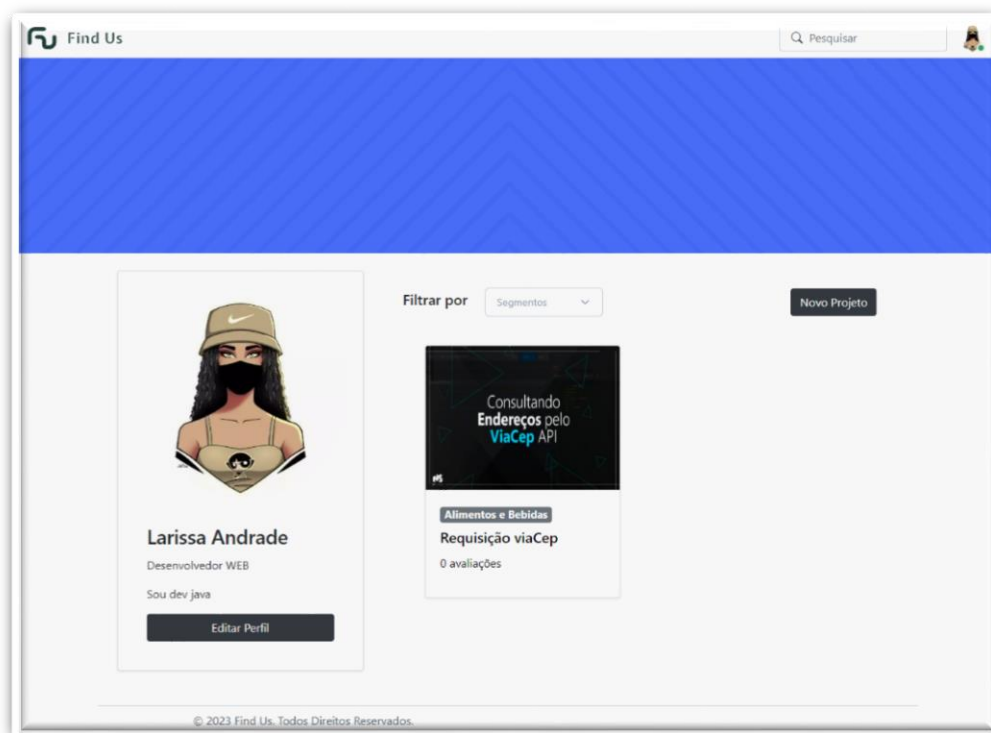 Find Us
Pesquisar
Filtrar por
Segmentos
Novo Projeto
Consultando
Endereços pelo
ViaCep API
Alimentos e Bebidas
Requisição viaCep
0 avaliações
Larissa Andrade
Desenvolvedor WEB
Sou dev java
Editar Perfil
© 2023 Find Us. Todos Direitos Reservados.